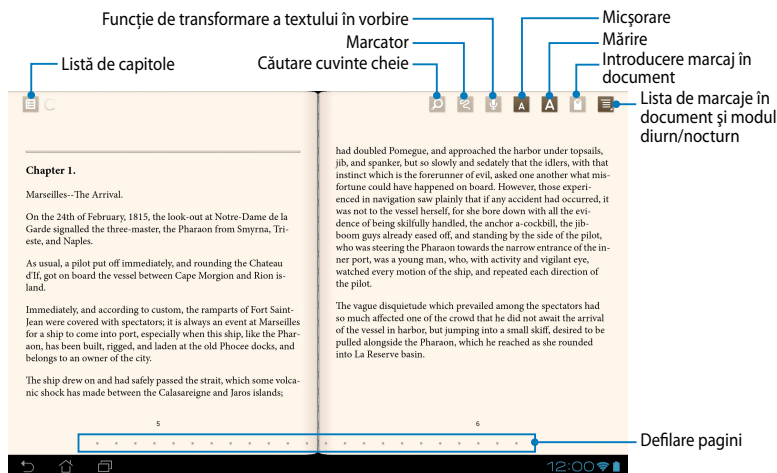 Funcție de transformare a textului în vorbire
Micșorare
Marcator
Mărire
Listă de capitole
Căutare cuvinte cheie
Introducere marcaj în
document
Lista de marcaje în
document și modul
diurn/nocturn
A
A
Chapter 1.
Marseilles--The Arrival.
On the 24th of February, 1815, the look-out at Notre-Dame de la
Garde signalled the three-master, the Pharaon from Smyrna, Tri-
este, and Naples.
As usual, a pilot put off immediately, and rounding the Chateau
d'If, got on board the vessel between Cape Morgion and Rion is-
land.
Immediately, and according to custom, the ramparts of Fort Saint-
Jean were covered with spectators; it is always an event at Marseilles
for a ship to come into port, especially when this ship, like the Phar-
aon, has been built, rigged, and laden at the old Phocee docks, and
belongs to an owner of the city.
The ship drew on and had safely passed the strait, which some volca-
nic shock has made between the Calasareigne and Jaros islands;
5
had doubled Pomegue, and approached the harbor under topsails,
jib, and spanker, but so slowly and sedately that the idlers, with that
instinct which is the forerunner of evil, asked one another what mis-
fortune could have happened on board. However, those experi-
enced in navigation saw plainly that if any accident had occurred, it
was not to the vessel herself, for she bore down with all the evi-
dence of being skilfully handled, the anchor a-cockbill, the jib-
boom guys already eased off, and standing by the side of the pilot,
who was steering the Pharaon towards the narrow entrance of the in-
ner port, was a young man, who, with activity and vigilant eye,
watched every motion of the ship, and repeated each direction of
the pilot.
The vague disquietude which prevailed among the spectators had
so much affected one of the crowd that he did not await the arrival
of the vessel in harbor, but jumping into a small skiff, desired to be
pulled alongside the Pharaon, which he reached as she rounded
into La Reserve basin.
6
Defilare pagini
12:00